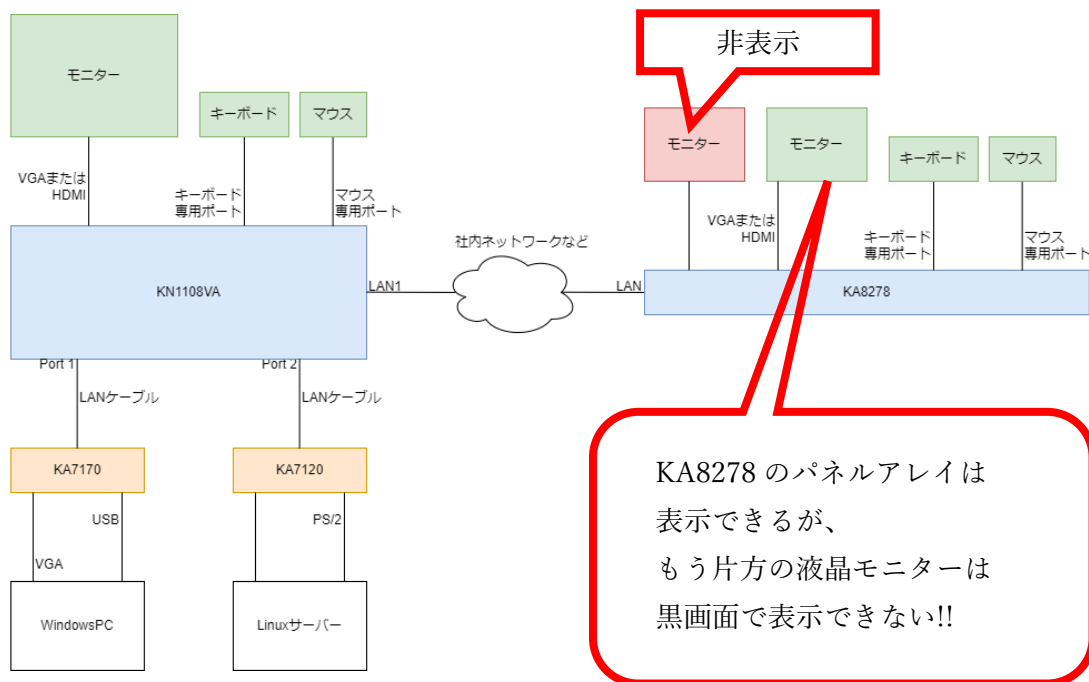 非表示
モニター
キーボード
マウス
モニター
モニター
キーボード
マウス
VGAまたは
HDMI
キーボード
専用ポート
マウス
専用ポート
VGAまたは
HDMI
キーボード
専用ポート
マウス
専用ポート
社内ネットワークなど
KN1108VA
LAN1
LAN
KA8278
Port 1
Port 2
LANケーブル
LANケーブル
KA7170
KA7120
USB
VGA
PS/2
WindowsPC
Linuxサーバー
KA8278 のパネルアレイは
表示できるが、
もう片方の液晶モニターは
黒画面で表示できない!!